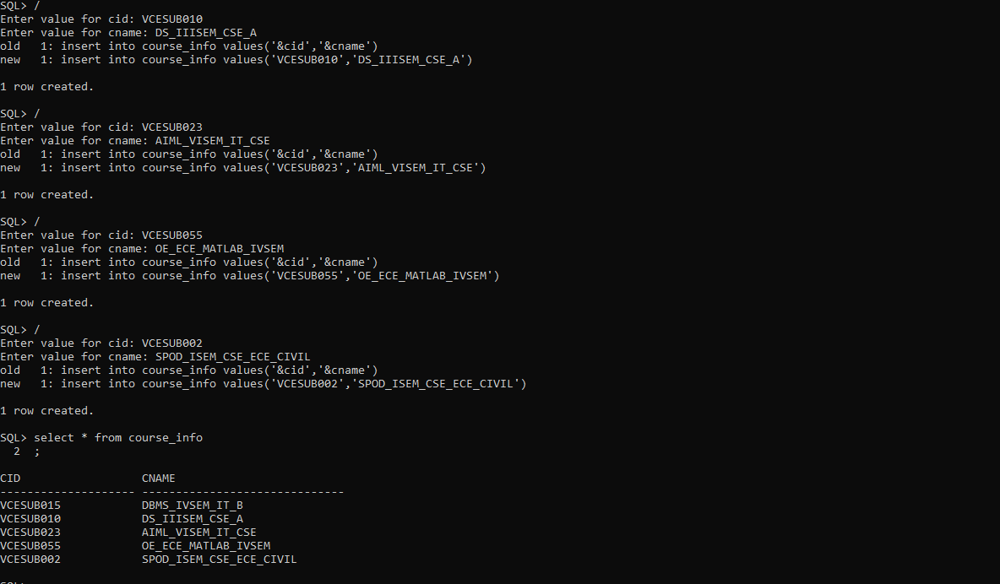 SQL> /
Enter value for cid: VCESUB010
Enter value for cname: DS_IIISEM_CSE_A
old   1: insert into course_info values('&cid','&cname')
new   1: insert into course_info values('VCESUB010','DS_IIISEM_CSE_A')
1 row created.
SQL> /
Enter value for cid: VCESUB023
Enter value for cname: AIML_VISEM_IT_CSE
old   1: insert into course_info values('&cid','&cname')
new   1: insert into course_info values('VCESUB023','AIML_VISEM_IT_CSE')
1 row created.
SQL> /
Enter value for cid: VCESUB055
Enter value for cname: OE_ECE_MATLAB_IVSEM
old   1: insert into course_info values('&cid','&cname')
new   1: insert into course_info values('VCESUB055','OE_ECE_MATLAB_IVSEM')
1 row created.
SQL> /
Enter value for cid: VCESUB002
Enter value for cname: SPOD_ISEM_CSE_ECE_CIVIL
old   1: insert into course_info values('&cid','&cname')
new   1: insert into course_info values('VCESUB002','SPOD_ISEM_CSE_ECE_CIVIL')
1 row created.
SQL> select * from course_info
  2  ;
CID                  CNAME
-------------------- ------------------------------
VCESUB015            DBMS_IVSEM_IT_B
VCESUB010            DS_IIISEM_CSE_A
VCESUB023            AIML_VISEM_IT_CSE
VCESUB055            OE_ECE_MATLAB_IVSEM
VCESUB002            SPOD_ISEM_CSE_ECE_CIVIL